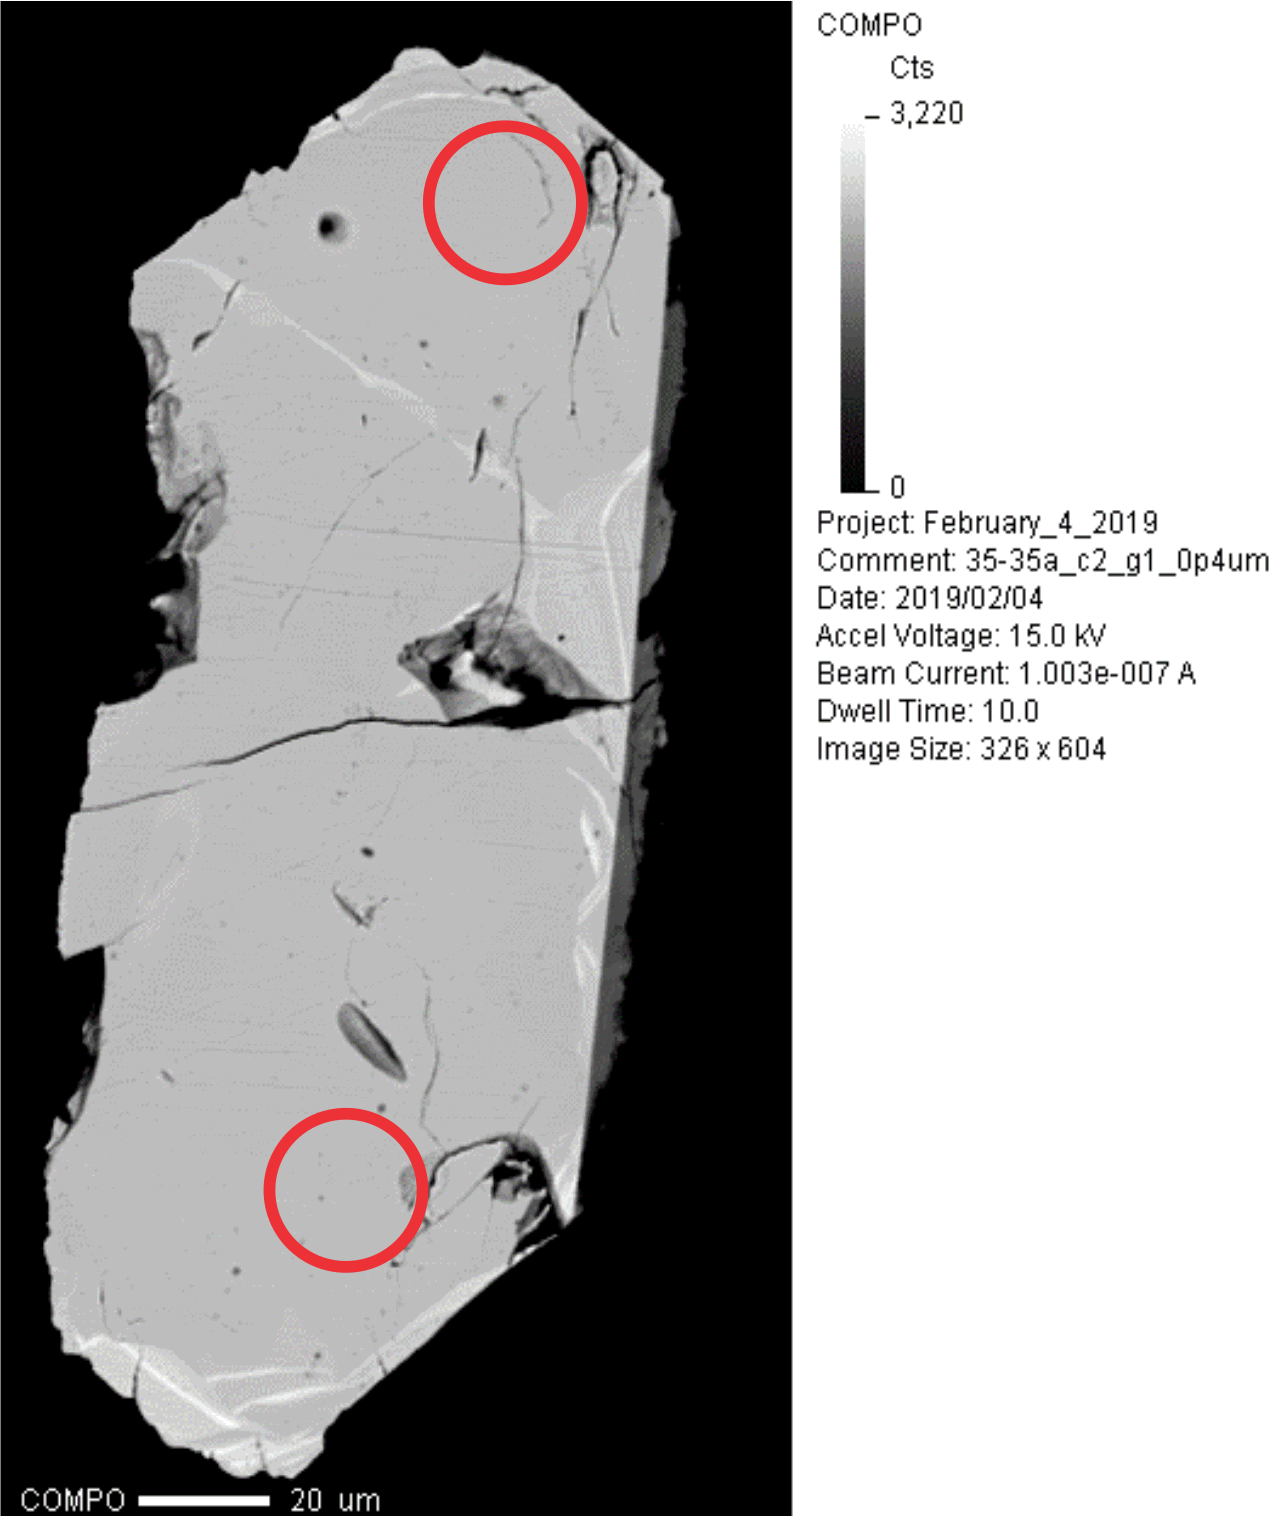 COMPO
Cts
3,220
0
Project: February_4_2019
Comment: 35-35a_c2_g1_0p4um
Date: 2019/02/04
Accel Voltage: 15.0 kV
Beam Current: 1.003e-007 A
Dwell Time: 10.0
Image Size: 326 x 604
COMPO 20 um